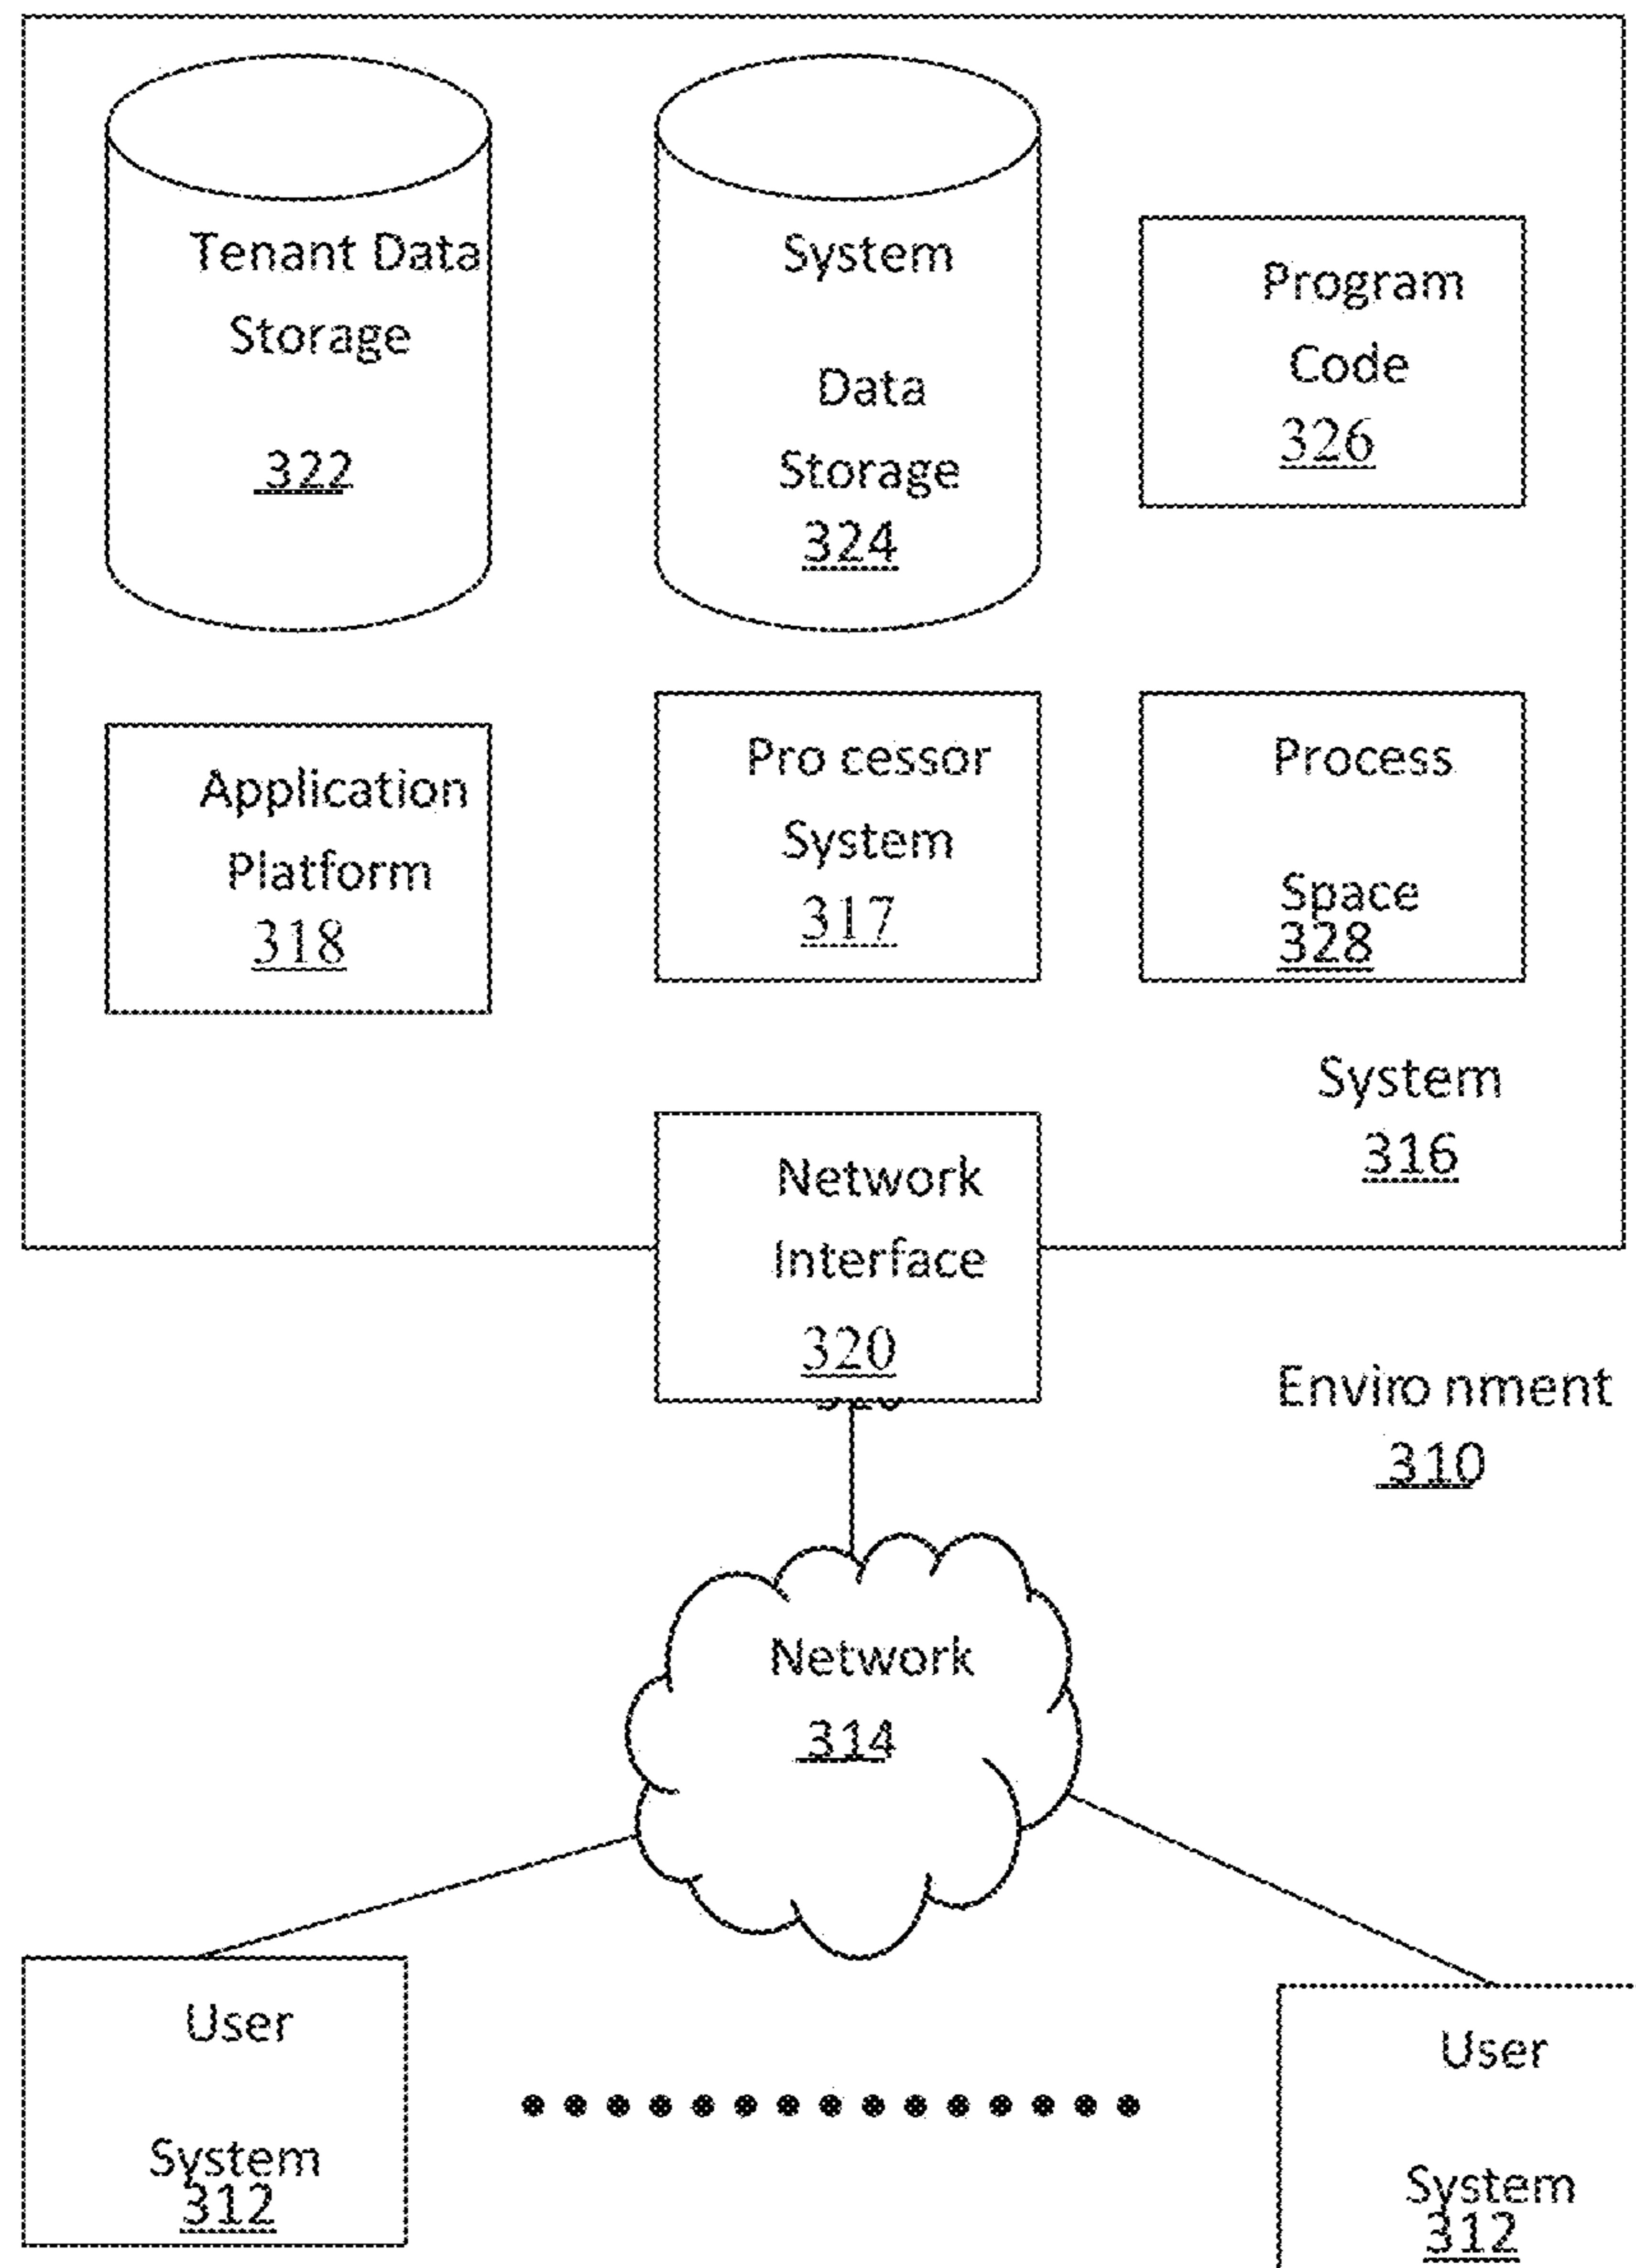 Tenant Data
Storage
322
System
Data
Storage
324
Program
Code
326
Application
Platform
318
Pro cessor
System
317
Process
Space
328
System
316
Network
Interface
320
Enviro nment
310
Network
314
User
System
312
User
System
312